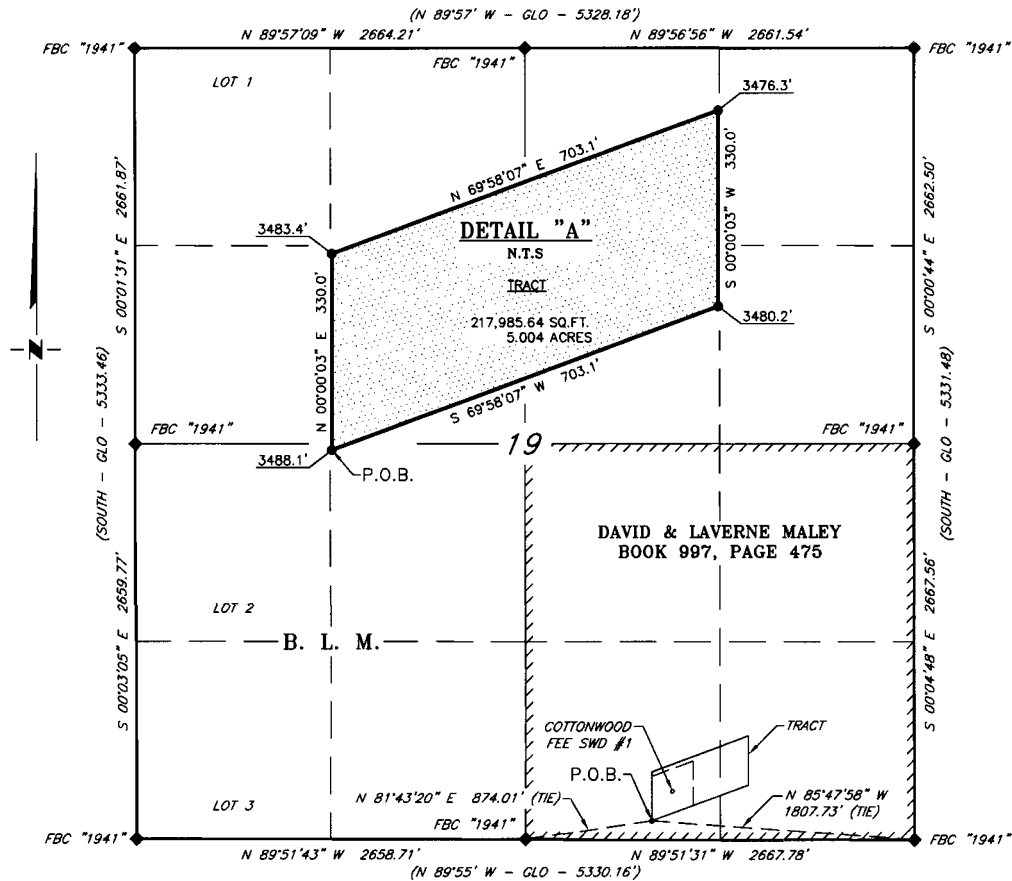 (N 89°57' W - GLO - 5328.18')
N 89°57'09" W 2664.21'
N 89°56'56" W 2661.54'
FBC "1941"
FBC "1941"
FBC "1941"
LOT 1
3476.3'
N 69°58'07" E 703.1'
S 00°00'03" W 330.0'
S 00°01'31" E 2661.87'
S 00°00'44" E 2662.50'
3483.4'
DETAIL "A"
N.T.S
TRACT
217,985.64 SQ.FT.
5.004 ACRES
3480.2'
N 00°00'03" E 330.0'
S 69°58'07" W 703.1'
N
(SOUTH - GLO - 5333.46)
(SOUTH - GLO - 5331.48)
FBC "1941"
19
FBC "1941"
3488.1'
P.O.B.
DAVID & LAVERNE MALEY
BOOK 997, PAGE 475
S 00°03'05" E 2659.77'
S 00°04'48" E 2667.56'
LOT 2
B. L. M.
COTTONWOOD
FEE SWD #1
TRACT
P.O.B.
N 81°43'20" E 874.01' (TIE)
N 85°47'58" W
1807.73' (TIE)
LOT 3
FBC "1941"
FBC "1941"
FBC "1941"
N 89°51'43" W 2658.71'
N 89°51'31" W 2667.78'
(N 89°55' W - GLO - 5330.16')